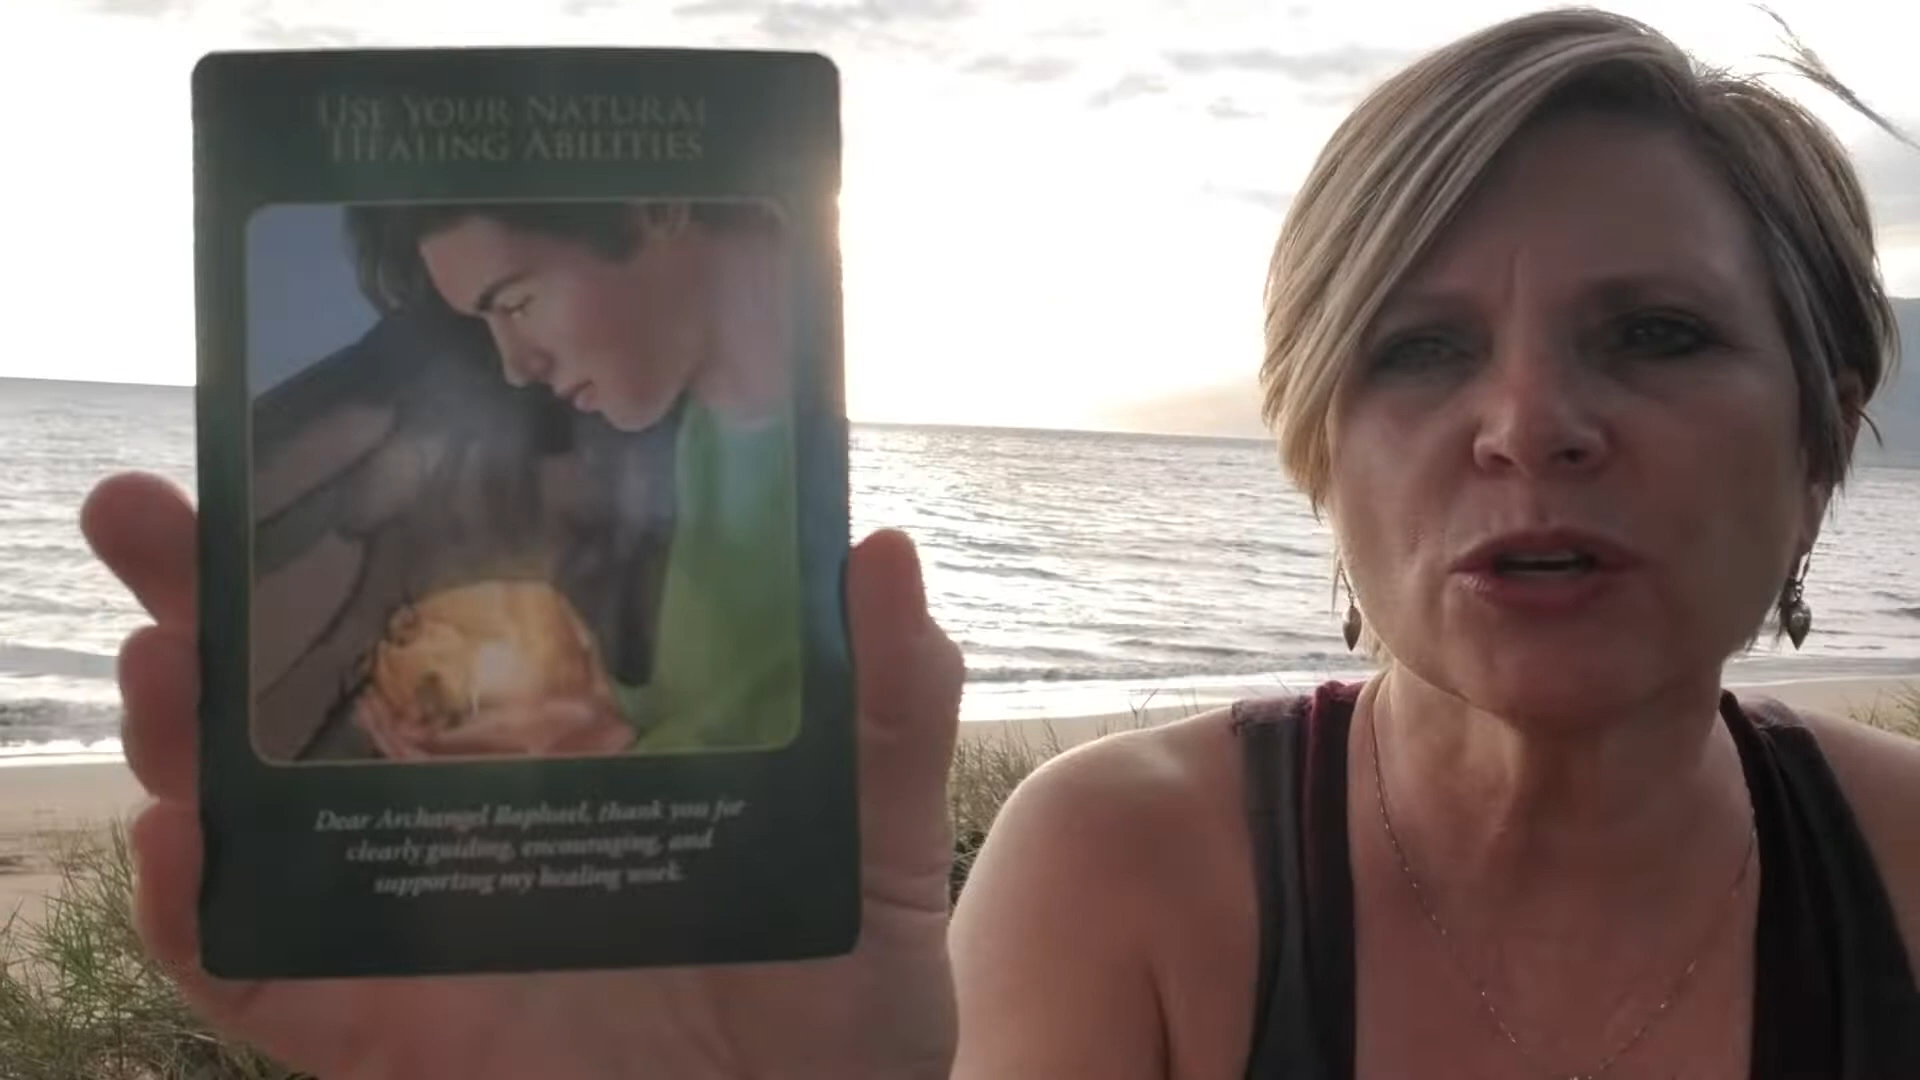 USE YOUR NATURAL
HEALING ABILITIES
Dear Archangel Raphael, thank you for
clearly guiding, encouraging, and
supporting my healing work.